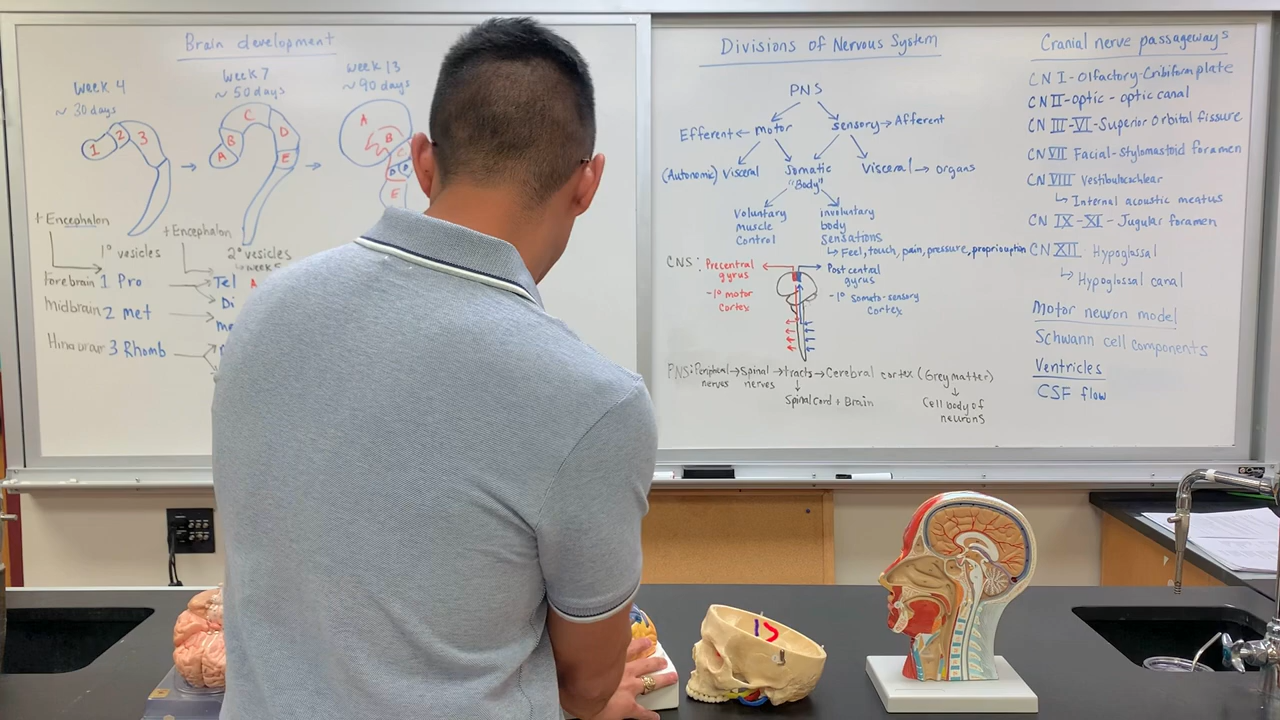 Brain development
Week 4
~ 30 days
Week 7
~ 50 days
Week 13
~ 90 days
1 2 3
A B C D E
A B C D E
+ Encephalon
1° vesicles
+ Encephalon
2° vesicles
Forebrain 1 Pro
Tel A
Di
Midbrain 2 met
me
3 Rhomb
Divisions of Nervous System
PNS
Efferent ← motor
sensory → Afferent
(Autonomic) Visceral
Somatic
"Body"
Visceral → organs
Voluntary
muscle
control
involuntary
body
sensations
↳ Feel, touch, pain, pressure, proprioception
CNS:
Precentral
gyrus
-1° motor
cortex
Post central
gyrus
-1° somato-sensory
cortex
PNS: Peripheral nerves → Spinal nerves → tracts → Cerebral cortex (Grey matter)
Spinal cord + Brain
Cell body of
neurons
Cranial nerve passageways
CN I - Olfactory - Cribiform plate
CN II - optic - optic canal
CN III - VI - Superior Orbital fissure
CN VII Facial - Stylomastoid foramen
CN VIII Vestibulocochlear
↳ Internal acoustic meatus
CN IX - XI - Jugular foramen
CN XII - Hypoglossal
↳ Hypoglossal canal
Motor neuron model
Schwann cell components
Ventricles
CSF flow